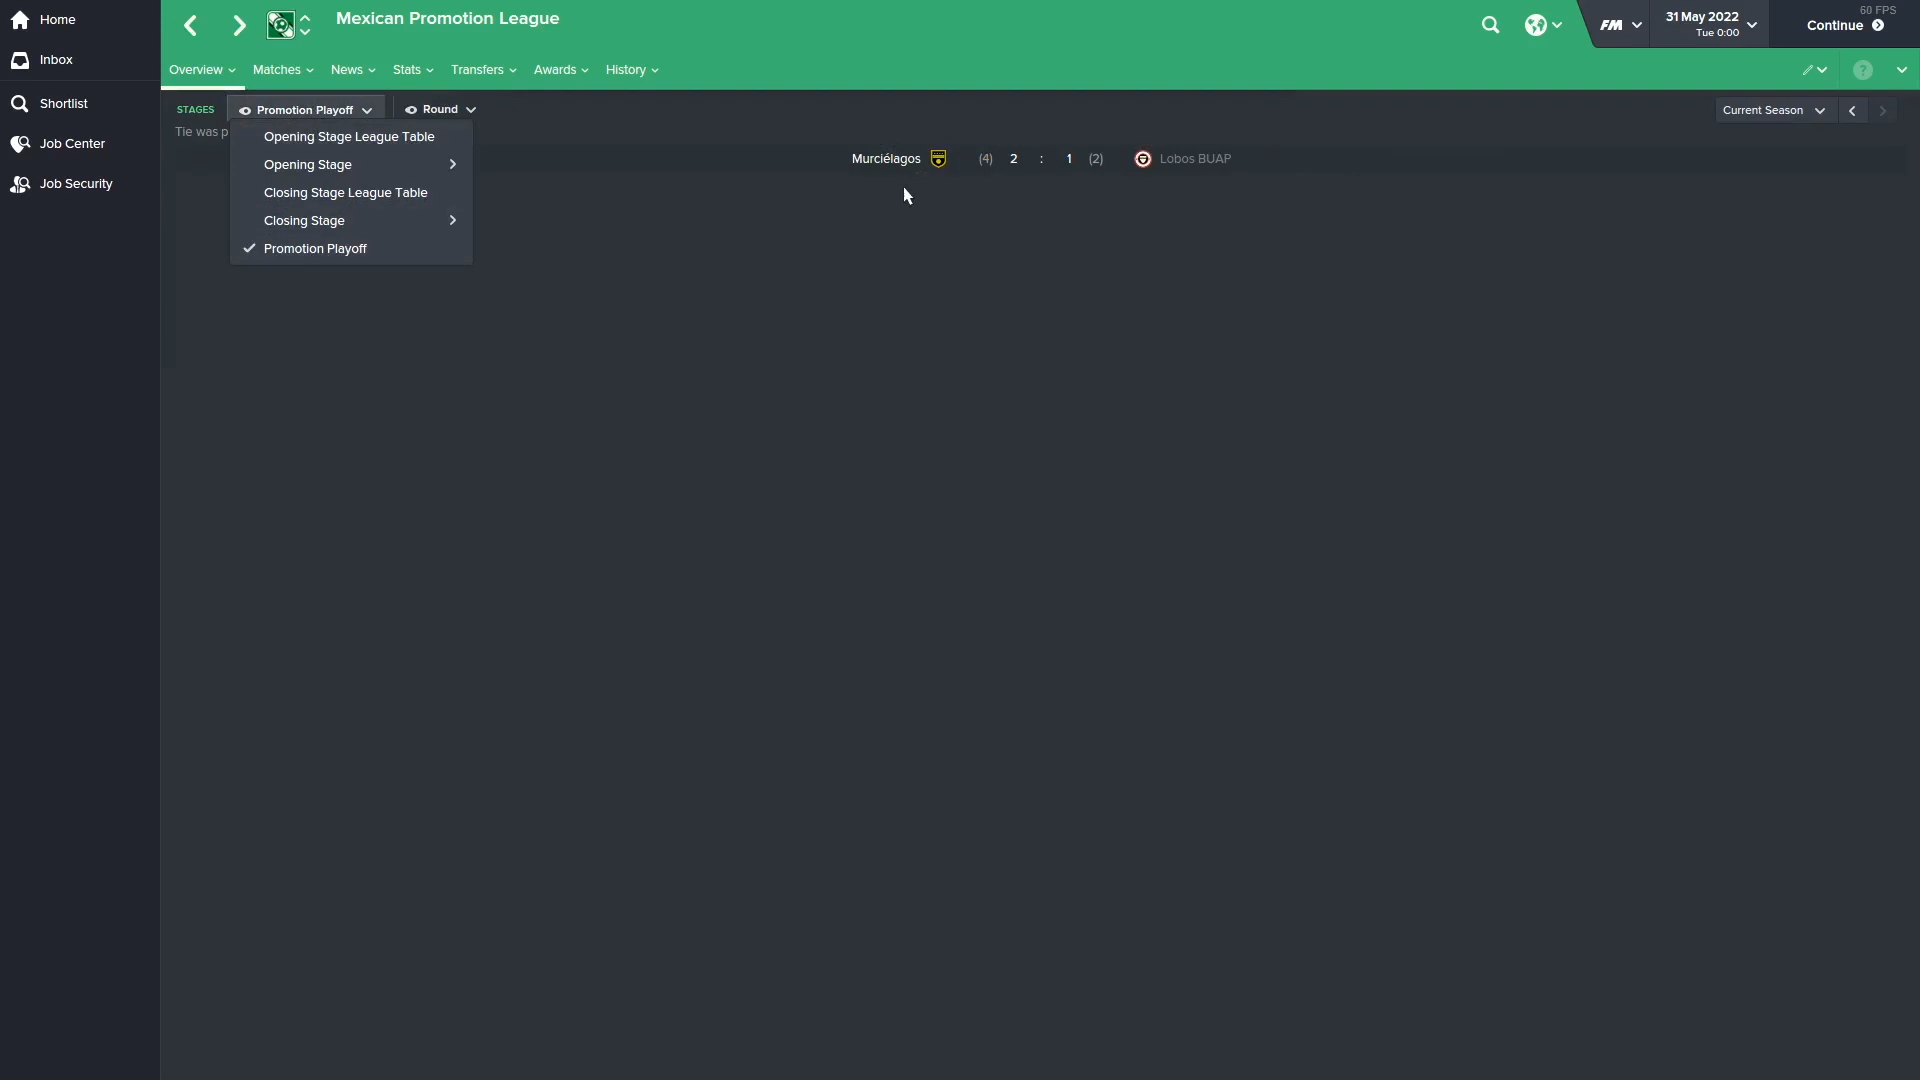 Home
Inbox
Shortlist
Job Center
Job Security
Mexican Promotion League
FM
31 May 2022
Tue 0:00
60 FPS
Continue
Overview Matches News Stats Transfers Awards History
?
STAGES Promotion Playoff Round Current Season
Tie was p
Opening Stage League Table
Opening Stage
Closing Stage League Table
Closing Stage
Promotion Playoff
Murciélagos (4) 2 : 1 (2) Lobos BUAP